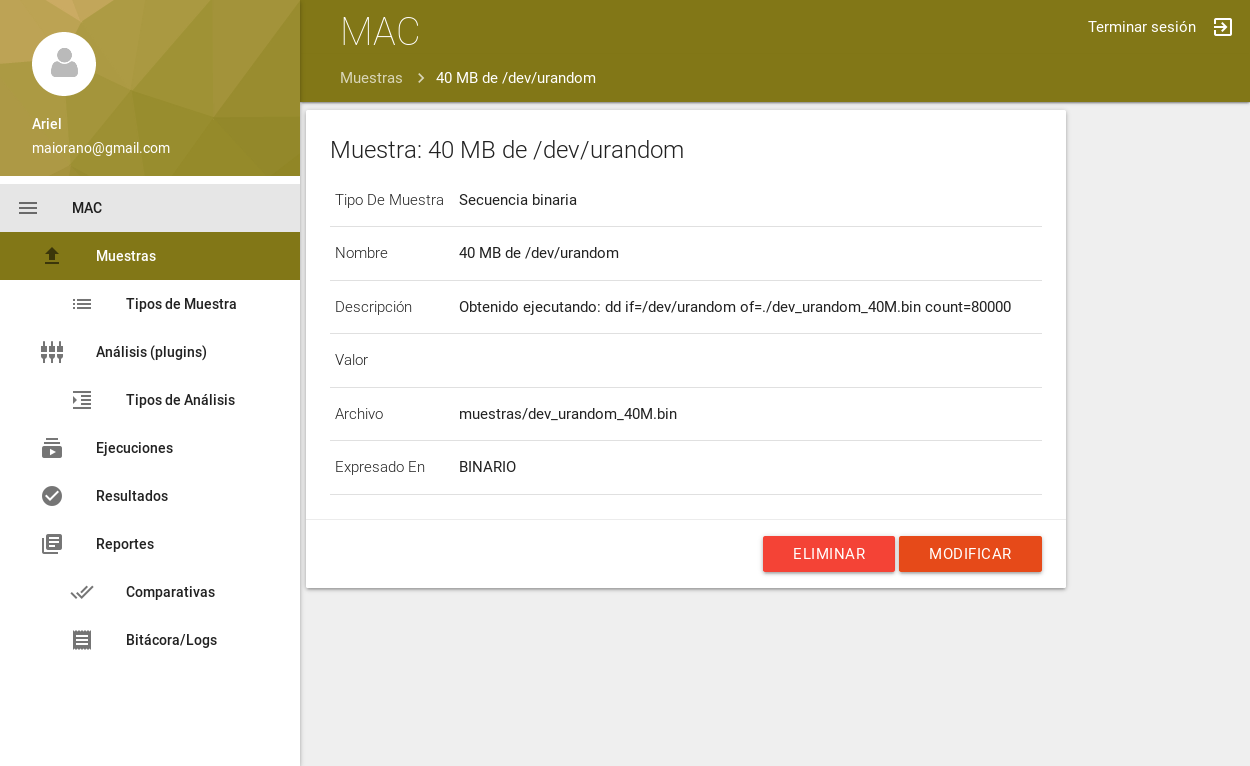 MAC
Terminar sesión
Muestras
40 MB de /dev/urandom
Ariel
maiorano@gmail.com
MAC
Muestras
Tipos de Muestra
Análisis (plugins)
Tipos de Análisis
Ejecuciones
Resultados
Reportes
Comparativas
Bitácora/Logs
Muestra: 40 MB de /dev/urandom
Tipo De Muestra Secuencia binaria
Nombre 40 MB de /dev/urandom
Descripción Obtenido ejecutando: dd if=/dev/urandom of=./dev_urandom_40M.bin count=80000
Valor
Archivo muestras/dev_urandom_40M.bin
Expresado En BINARIO
ELIMINAR MODIFICAR